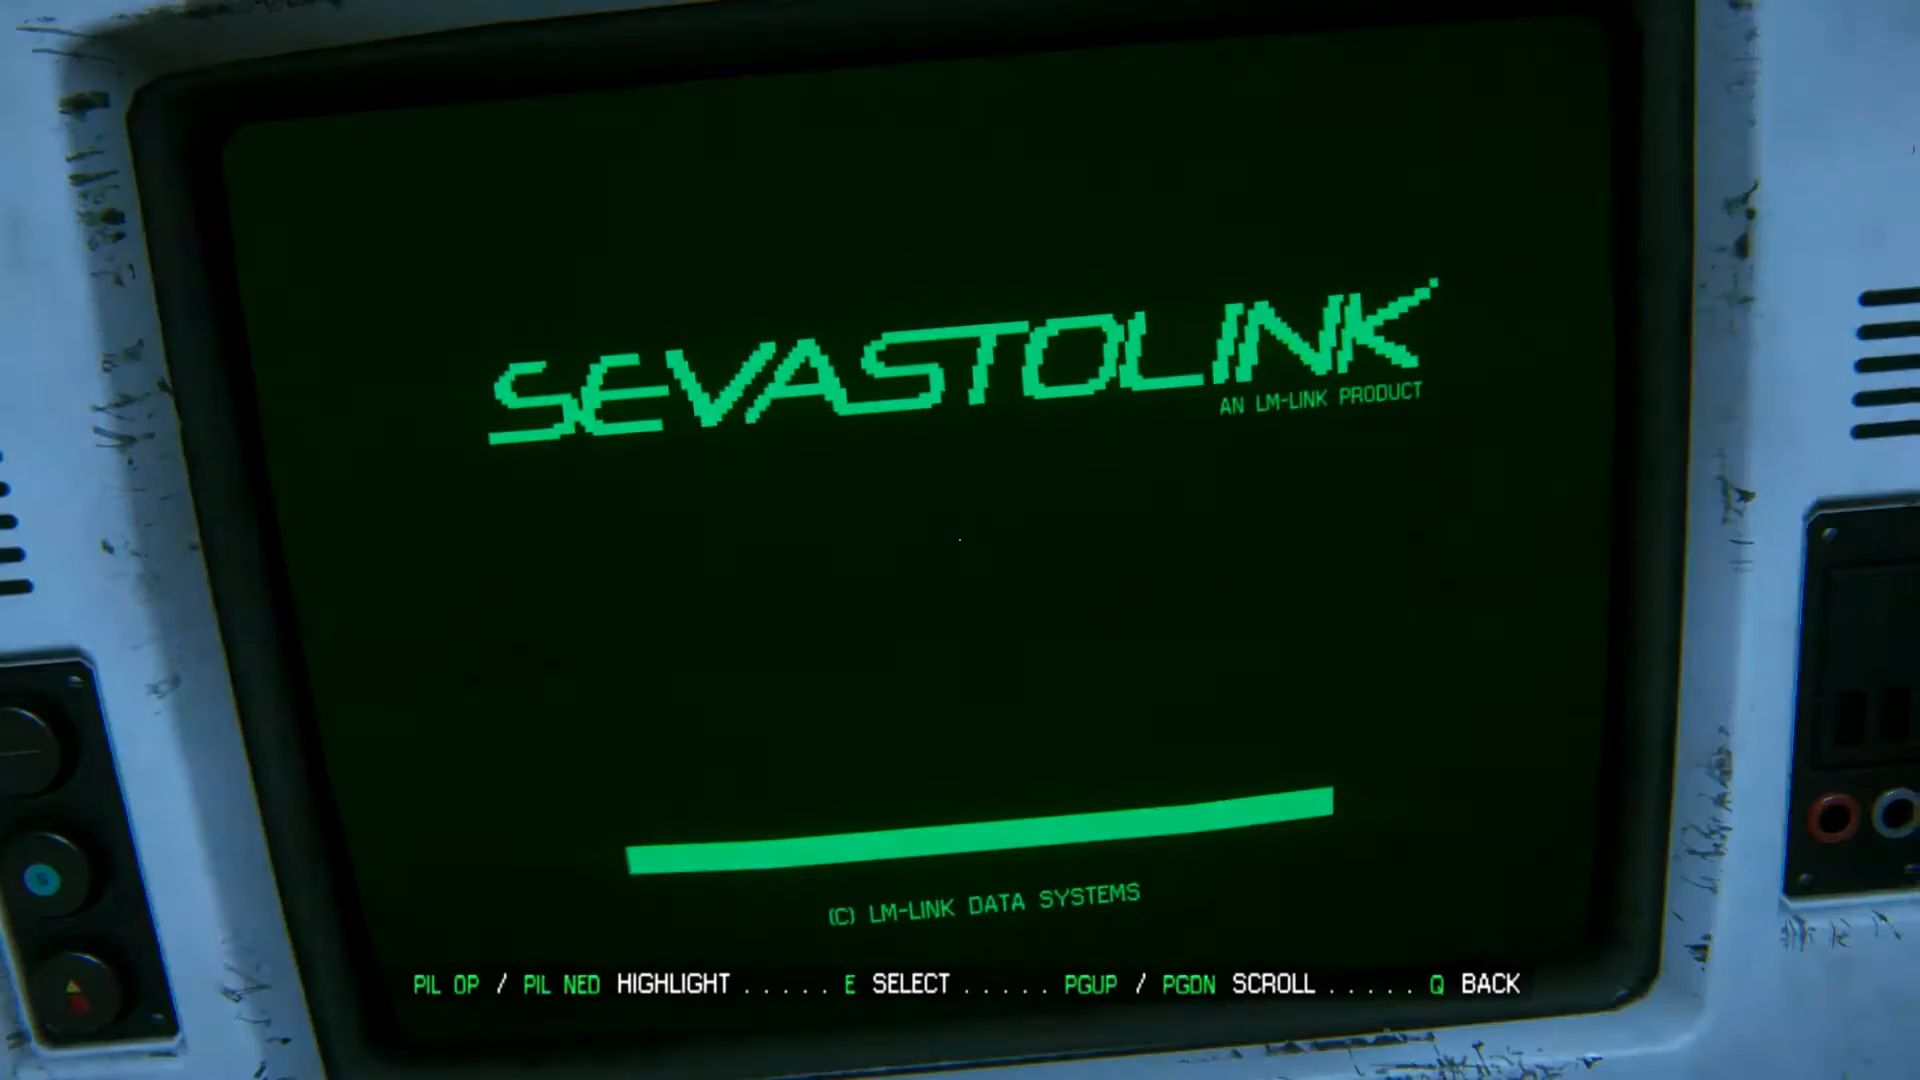 SEVASTOLINK
AN LM-LINK PRODUCT
(C) LM-LINK DATA SYSTEMS
PIL OP / PIL NED HIGHLIGHT ..... E SELECT ..... PGUP / PGDN SCROLL ..... Q BACK